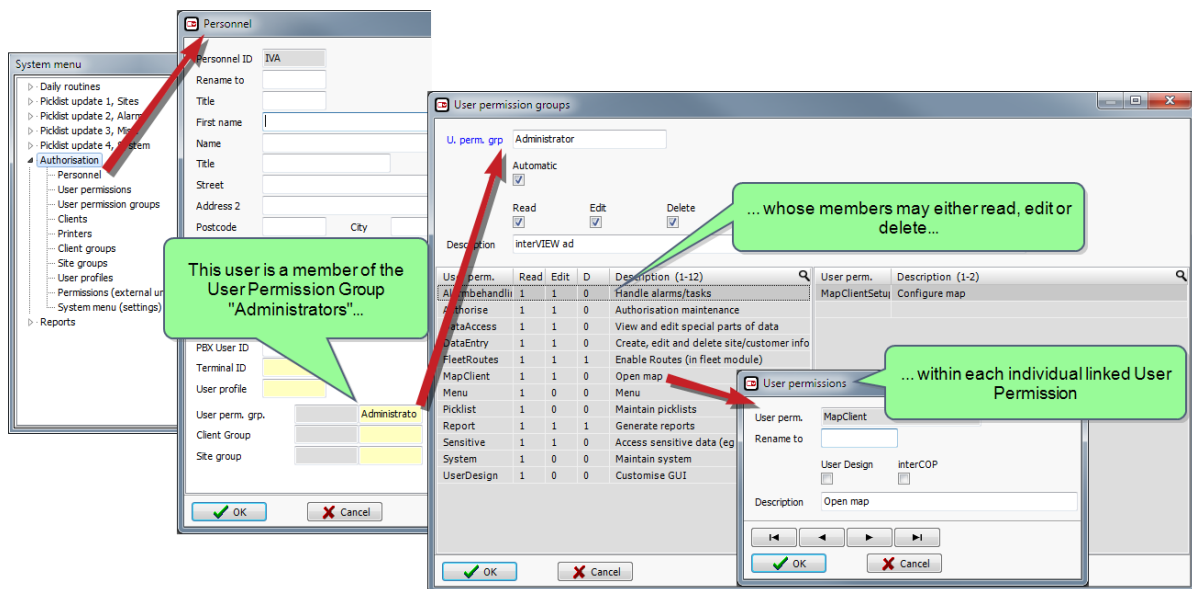 System menu
Daily routines
Picklist update 1, Sites
Picklist update 2, Alarm
Picklist update 3, Mis
Picklist update 4, System
Authorisation
Personnel
User permissions
User permission groups
Clients
Printers
Client groups
Site groups
User profiles
Permissions (external ur
System menu (settings)
Reports
Personnel
Personnel ID IVA
Rename to
Title
First name
Name
Title
Street
Address 2
Postcode City
This user is a member of the
User Permission Group
"Administrators"...
PBX User ID
Terminal ID
User profile
User perm. grp. Administrato
Client Group
Site group
OK Cancel
User permission groups
U. perm. grp Administrator
Automatic
Read Edit Delete
Description interVIEW ad
... whose members may either read, edit or
delete...
User perm. Read Edit D Description (1-12)
Alarmbehandli 1 1 0 Handle alarms/tasks
Authorise 1 1 0 Authorisation maintenance
DataAccess 1 1 0 View and edit special parts of data
DataEntry 1 1 0 Create, edit and delete site/customer info
FleetRoutes 1 1 1 Enable Routes (in fleet module)
MapClient 1 1 0 Open map
Menu 1 1 0 Menu
Picklist 1 1 0 Maintain picklists
Report 1 1 1 Generate reports
Sensitive 1 1 0 Access sensitive data (eg
System 1 0 0 Maintain system
UserDesign 1 0 0 Customise GUI
User perm. Description (1-2)
MapClientSetup Configure map
OK Cancel
User permissions
... within each individual linked User
Permission
User perm. MapClient
Rename to
User Design interCOP
Description Open map
OK Cancel